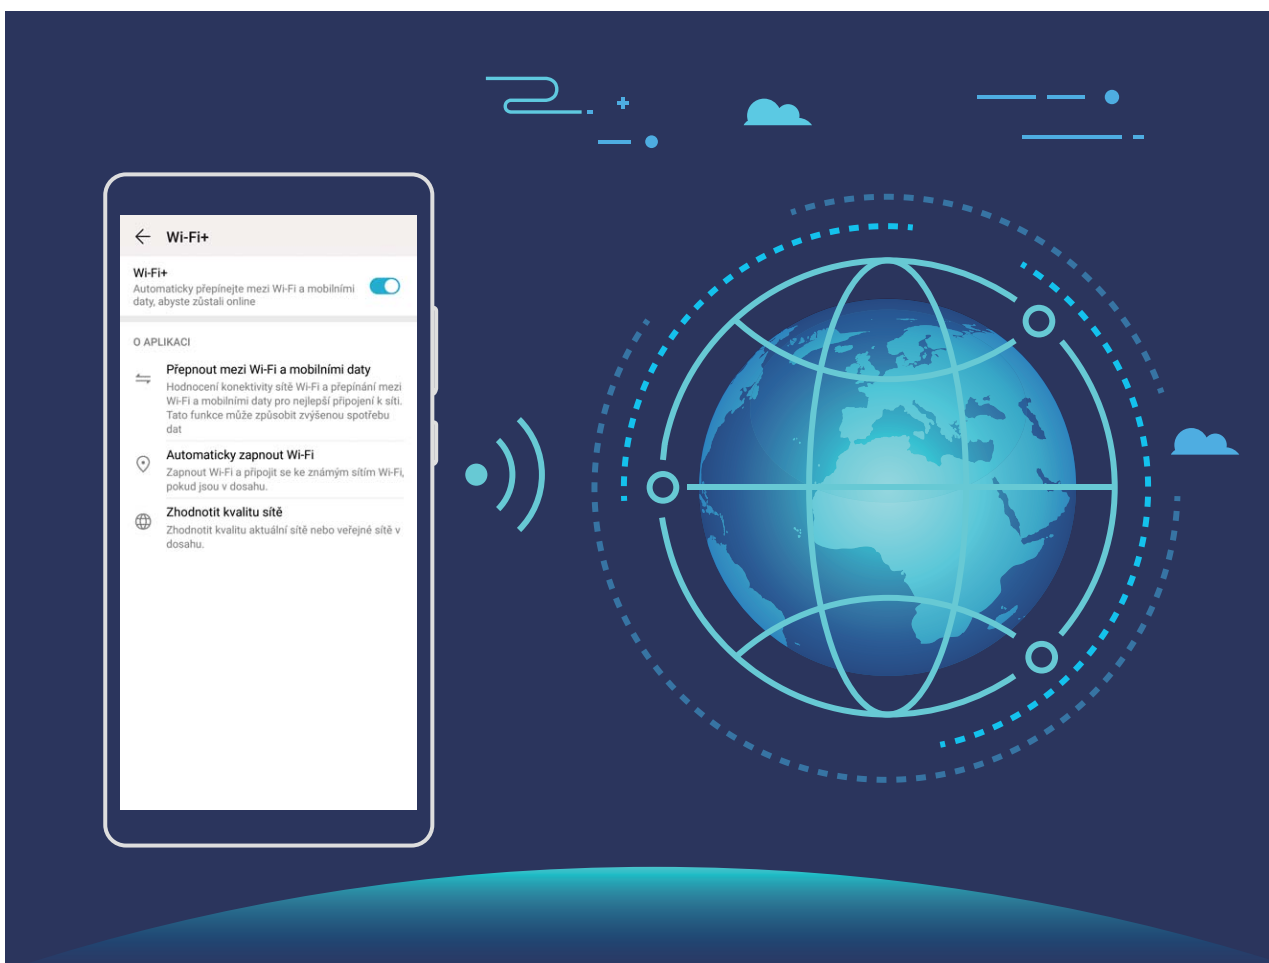 Wi-Fi+
Wi-Fi+
Automaticky přepínejte mezi Wi-Fi a mobilními
daty, abyste zůstali online
O APLIKACI
Přepnout mezi Wi-Fi a mobilními daty
Hodnocení konektivity sítě Wi-Fi a přepínání mezi
Wi-Fi a mobilními daty pro nejlepší připojení k síti.
Tato funkce může způsobit zvýšenou spotřebu
dat
Automaticky zapnout Wi-Fi
Zapnout Wi-Fi a připojit se ke známým sítím Wi-Fi,
pokud jsou v dosahu.
Zhodnotit kvalitu sítě
Zhodnotit kvalitu aktuální sítě nebo veřejné sítě v
dosahu.